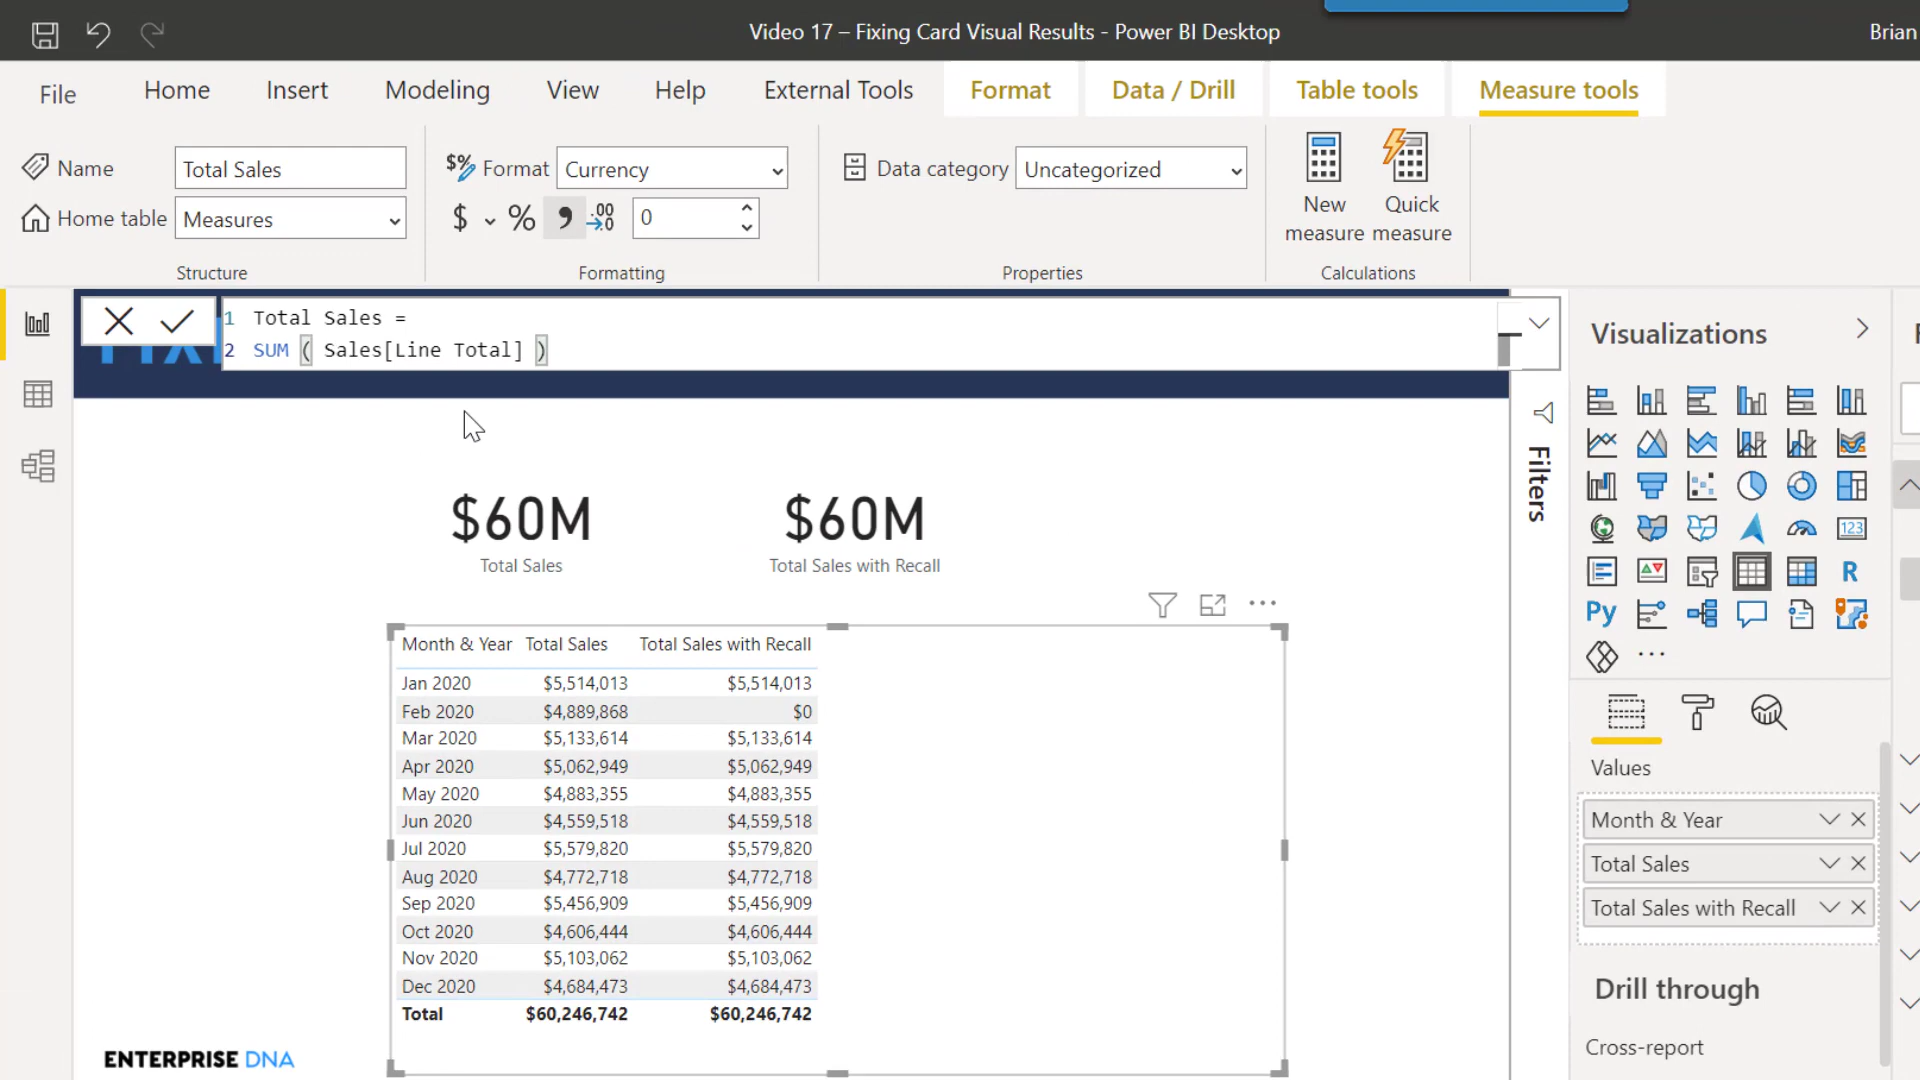 Video 17 – Fixing Card Visual Results - Power BI Desktop
Brian
File Home Insert Modeling View Help External Tools Format Data / Drill Table tools Measure tools
Name Total Sales
Home table Measures
Structure
$% Format Currency
$ % 9 .00 →.0 0
Formatting
Data category Uncategorized
Properties
New measure
Quick measure
Calculations
1 Total Sales =
2 SUM ( Sales[Line Total] )
$60M
Total Sales
$60M
Total Sales with Recall
Month & Year Total Sales Total Sales with Recall
Jan 2020 $5,514,013 $5,514,013
Feb 2020 $4,889,868 $0
Mar 2020 $5,133,614 $5,133,614
Apr 2020 $5,062,949 $5,062,949
May 2020 $4,883,355 $4,883,355
Jun 2020 $4,559,518 $4,559,518
Jul 2020 $5,579,820 $5,579,820
Aug 2020 $4,772,718 $4,772,718
Sep 2020 $5,456,909 $5,456,909
Oct 2020 $4,606,444 $4,606,444
Nov 2020 $5,103,062 $5,103,062
Dec 2020 $4,684,473 $4,684,473
Total $60,246,742 $60,246,742
ENTERPRISE DNA
Filters
Visualizations
123
R
Py
Values
Month & Year
Total Sales
Total Sales with Recall
Drill through
Cross-report